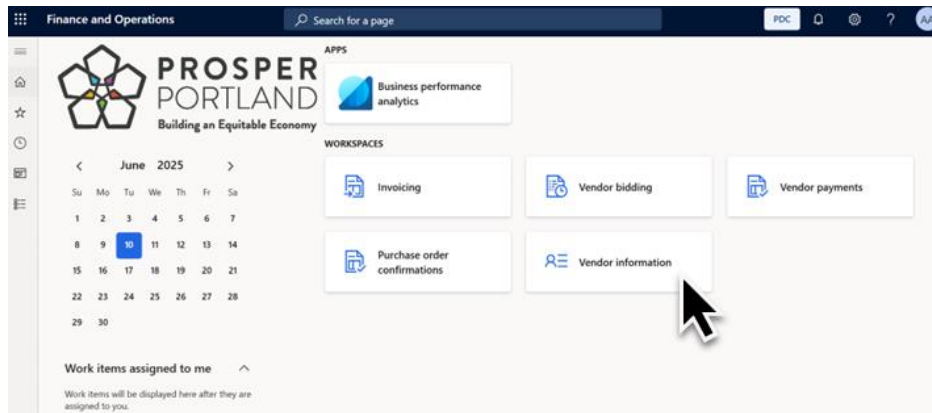 Finance and Operations
Search for a page
PDC
?
AA
PROSPER
PORTLAND
Building an Equitable Economy
June 2025
Su Mo Tu We Th Fr Sa
1 2 3 4 5 6 7
8 9 10 11 12 13 14
15 16 17 18 19 20 21
22 23 24 25 26 27 28
29 30
Work items assigned to me
Work items will be displayed here after they are
assigned to you.
APPS
Business performance
analytics
WORKSPACES
Invoicing
Vendor bidding
Vendor payments
Purchase order
confirmations
Vendor information